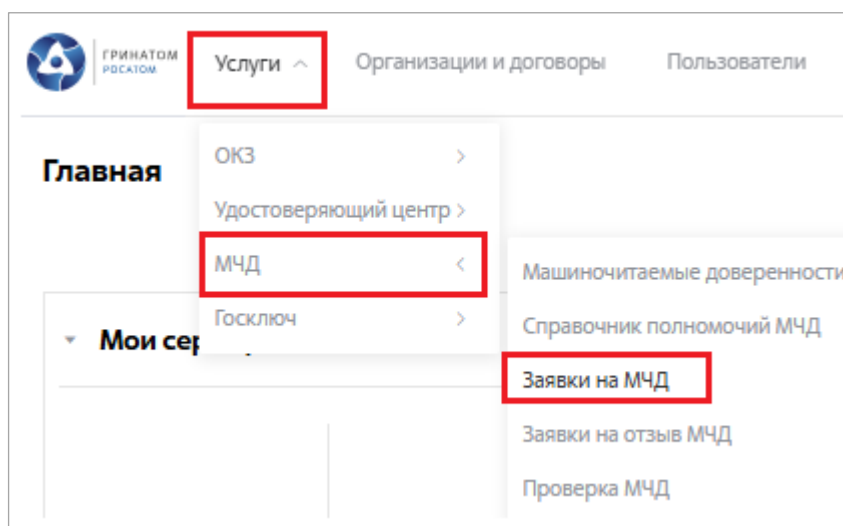 ГРИНАТОМ
РОСАТОМ
Услуги
Организации и договоры
Пользователи
Главная
ОКЗ
Удостоверяющий центр
МЧД
Госключ
Машиночитаемые доверенности
Справочник полномочий МЧД
Заявки на МЧД
Заявки на отзыв МЧД
Проверка МЧД
Мои сер